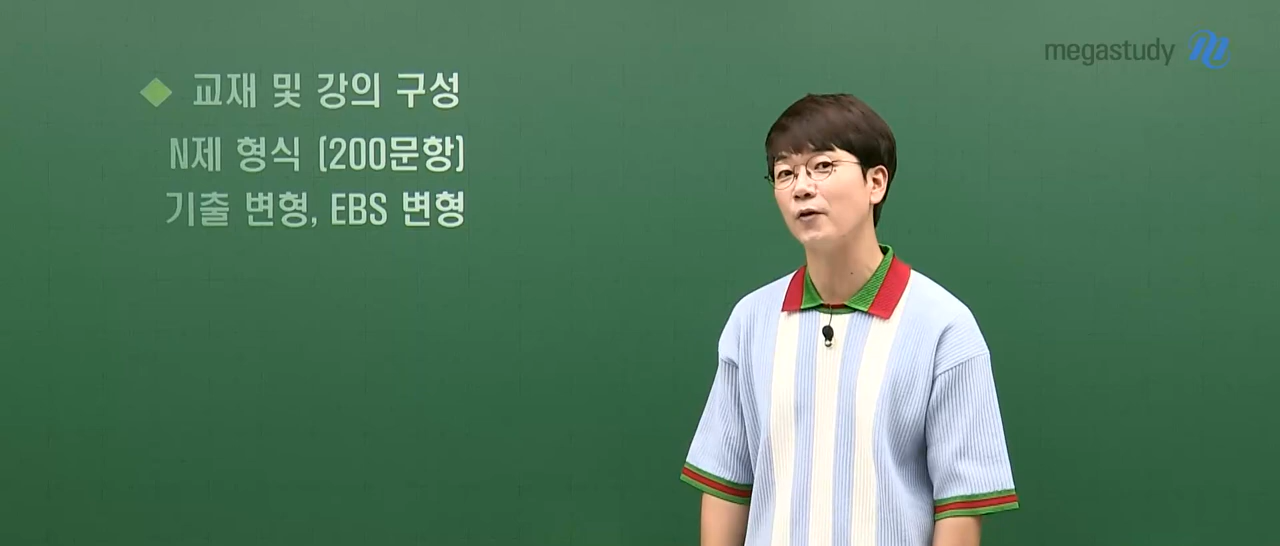 megastudy M
◆ 교재 및 강의 구성
N제 형식 (200문항)
기출 변형, EBS 변형